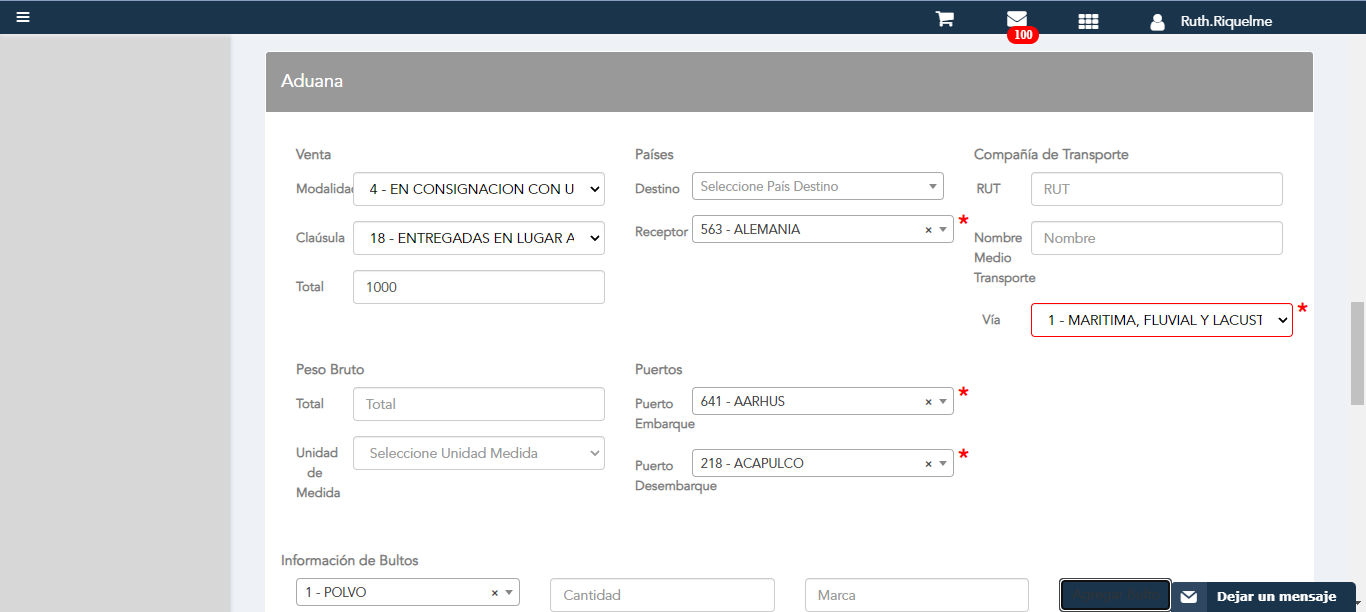 Ruth.Riquelme
100
Aduana
Venta
Países
Compañía de Transporte
Modalidad
4 - EN CONSIGNACION CON U
Destino
Seleccione País Destino
RUT
RUT
Claúsula
18 - ENTREGADAS EN LUGAR A
Receptor
563 - ALEMANIA
× *
Nombre
Medio
Transporte
Nombre
Total
1000
Vía
1 - MARITIMA, FLUVIAL Y LACUST
*
Peso Bruto
Puertos
Total
Total
Puerto
Embarque
641 - AARHUS
× *
Unidad
de
Medida
Seleccione Unidad Medida
Puerto
Desembarque
218 - ACAPULCO
× *
Información de Bultos
1 - POLVO
×
Cantidad
Marca
Dejar un mensaje